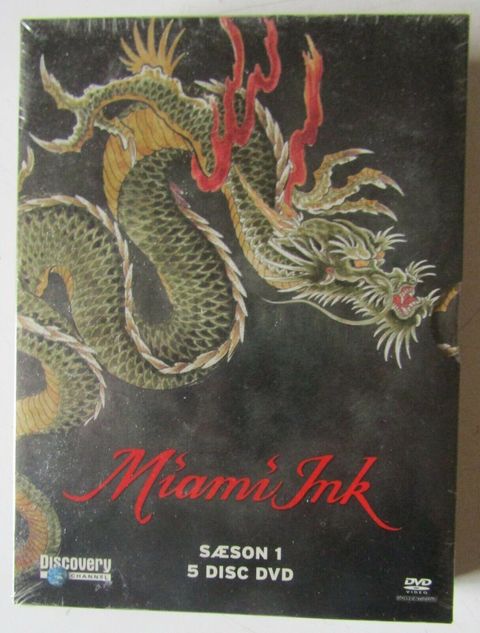 Miami Ink
SÆSON 1
5 DISC DVD
Discovery
CHANNEL
DVD
VIDEO